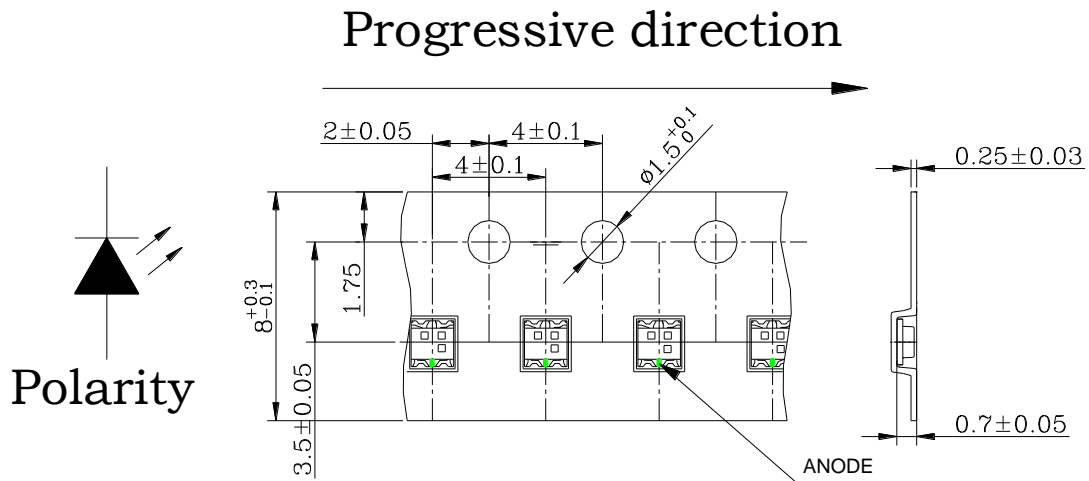 Progressive direction
2±0.05
4±0.1
4±0.1
ø1.5 +0.1 0
0.25±0.03
1.75
8 +0.3 -0.1
3.5±0.05
Polarity
0.7±0.05
ANODE